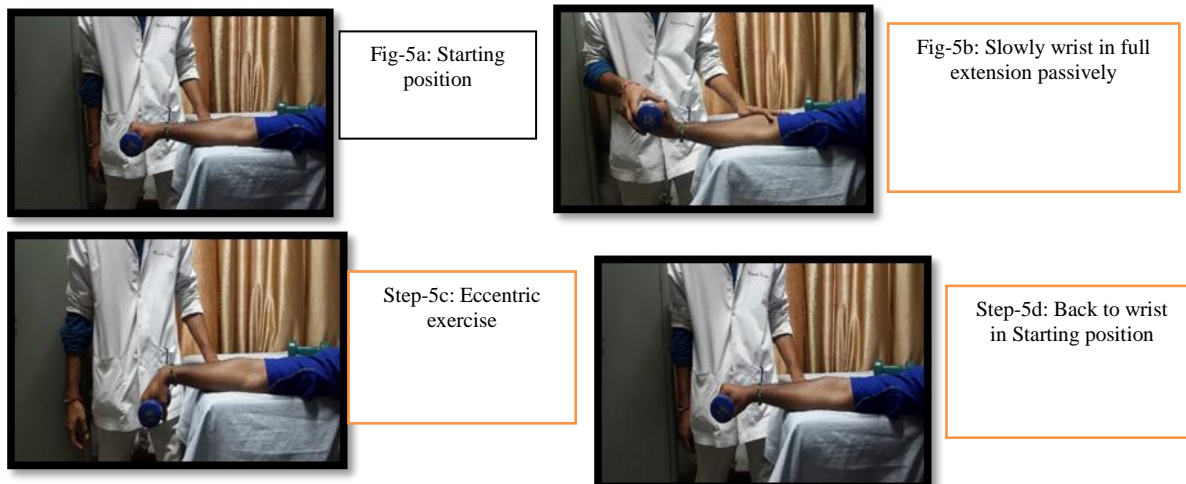 Fig-5a: Starting
position
Fig-5b: Slowly wrist in full
extension passively
Step-5c: Eccentric
exercise
Step-5d: Back to wrist
in Starting position